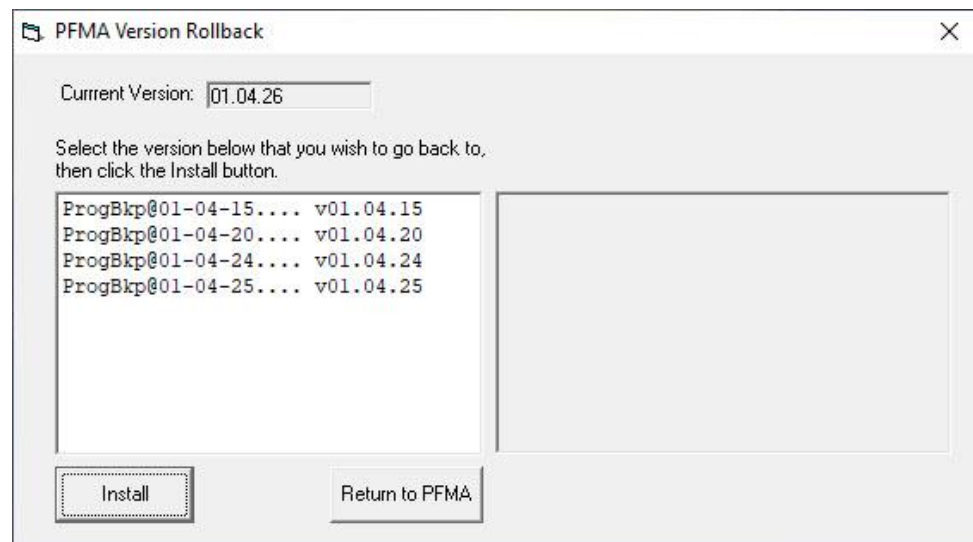 PFMA Version Rollback
Currrent Version: 01.04.26
Select the version below that you wish to go back to,
then click the Install button.
ProgBkp@01-04-15.... v01.04.15
ProgBkp@01-04-20.... v01.04.20
ProgBkp@01-04-24.... v01.04.24
ProgBkp@01-04-25.... v01.04.25
Install Return to PFMA